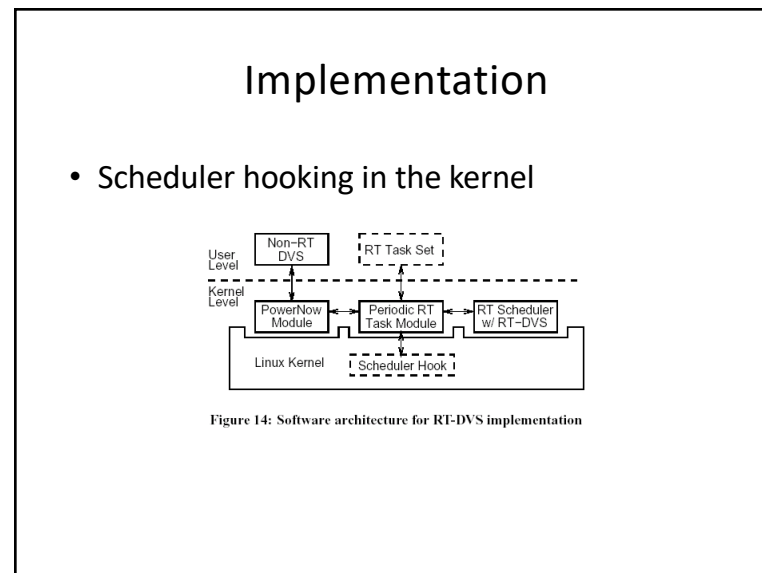 Implementation
• Scheduler hooking in the kernel
Non-RT
DVS
RT Task Set
User
Level
Kernel
Level
PowerNow
Module
Periodic RT
Task Module
RT Scheduler
w/ RT-DVS
Linux Kernel
Scheduler Hook
Figure 14: Software architecture for RT-DVS implementation